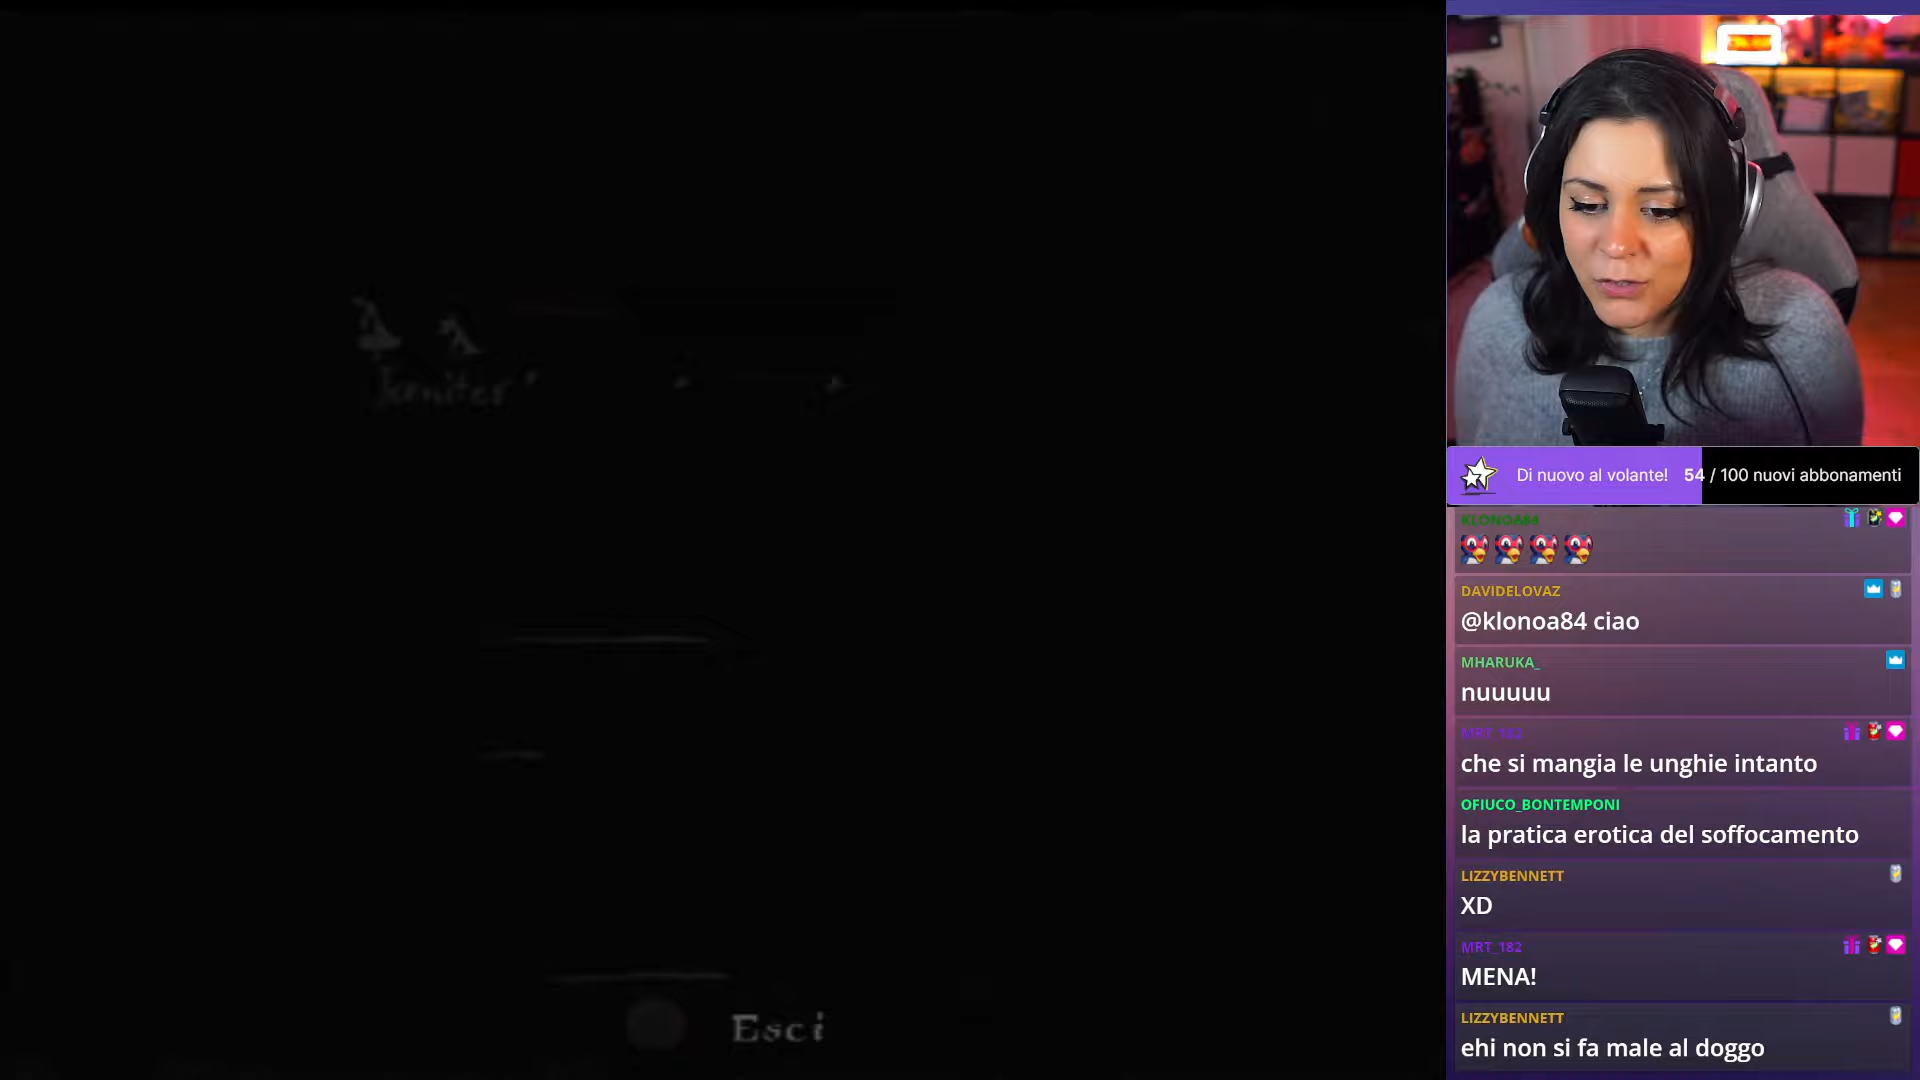 Esci
Di nuovo al volante! 54 / 100 nuovi abbonamenti
KLONOA84
DAVIDELOVAZ
@klonoa84 ciao
MHARUKA_
nuuuuu
MRT_182
che si mangia le unghie intanto
OFIUCO_BONTEMPONI
la pratica erotica del soffocamento
LIZZYBENNETT
XD
MRT_182
MENA!
LIZZYBENNETT
ehi non si fa male al doggo